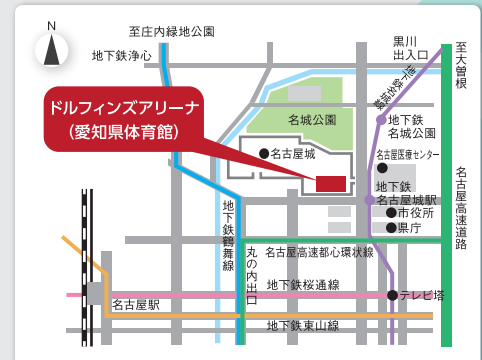 N
至庄内緑地公園
地下鉄浄心
黒川
出入口
至大曽根
地下鉄名城線
ドルフィンズアリーナ
(愛知県体育館)
名城公園
地下鉄
名城公園
名古屋城
名古屋医療センター
地下鉄
名古屋城駅
市役所
県庁
名古屋高速道路
地下鉄鶴舞線
丸の内出口
名古屋高速都心環状線
地下鉄桜通線
テレビ塔
名古屋駅
地下鉄東山線